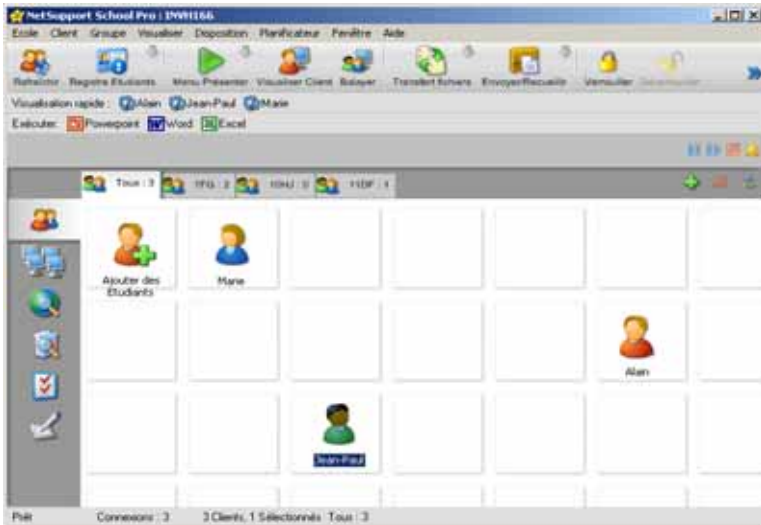 NetSupport School Pro : INVH166
Ecole Client Groupe Visualiser Disposition Planificateur Fenêtre Aide
Rafraîchir Registre Etudiants Menu Présenter Visualiser Client Balayer Transfert fichiers Envoyer/Recueillir Verrouiller
Visualisation rapide : Alain Jean-Paul Marie
Exécuter: Powerpoint Word Excel
Tous : 3
Ajouter des Etudiants
Marie
Alain
Jean-Paul
Prêt Connexions : 3 3 Clients, 1 Sélectionnés Tous : 3